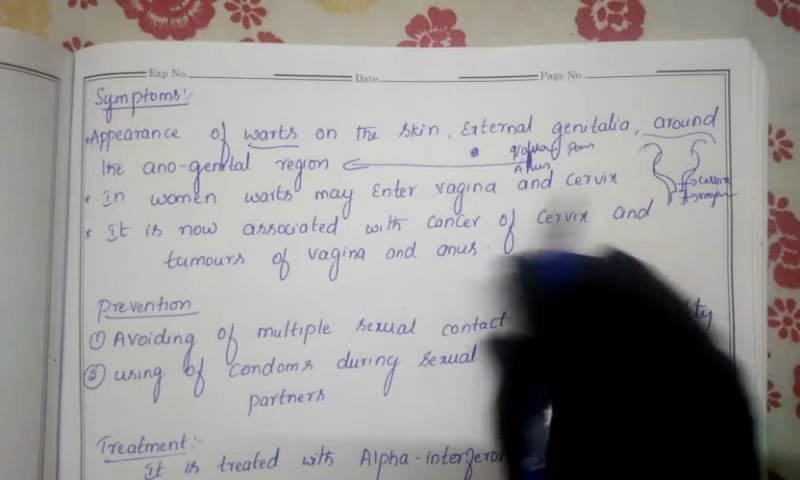 Exp No.
Date
Page No.
Symptoms:-
Appearance of warts on the skin, External genitalia, around
the ano-genital region
Anus
* In women warts may Enter vagina and cervix
* It is now associated with cancer of cervix and
tumours of vagina and anus.
Prevention
① Avoiding of multiple sexual contact
② using of condoms during sexual
partners
Treatment:-
It is treated with Alpha-interferon